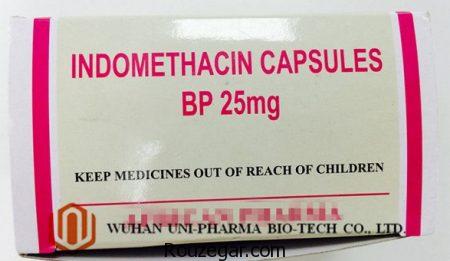 INDOMETHACIN CAPSULES
BP 25mg
KEEP MEDICINES OUT OF REACH OF CHILDREN
WUHAN UNI-PHARMA BIO-TECH CO., LTD.
Rouzegar.com